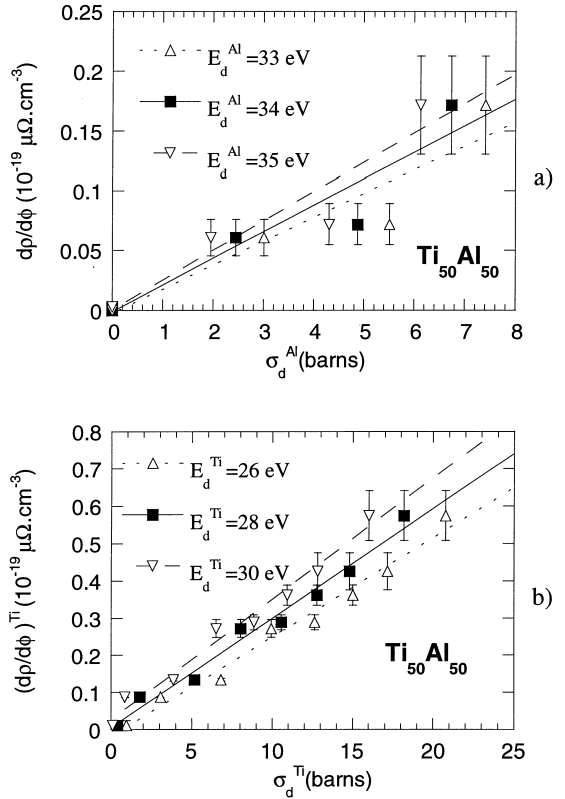 0.25
0.2
0.15
0.1
0.05
0
dρ/dϕ (10⁻¹⁹ μΩ.cm⁻³)
E_d^Al=33 eV
E_d^Al=34 eV
E_d^Al=35 eV
a)
Ti₅₀Al₅₀
0 1 2 3 4 5 6 7 8
σ_d^Al(barns)
0.8
0.7
0.6
0.5
0.4
0.3
0.2
0.1
0
(dρ/dϕ)^Ti (10⁻¹⁹ μΩ.cm⁻³)
E_d^Ti=26 eV
E_d^Ti=28 eV
E_d^Ti=30 eV
b)
Ti₅₀Al₅₀
0 5 10 15 20 25
σ_d^Ti(barns)